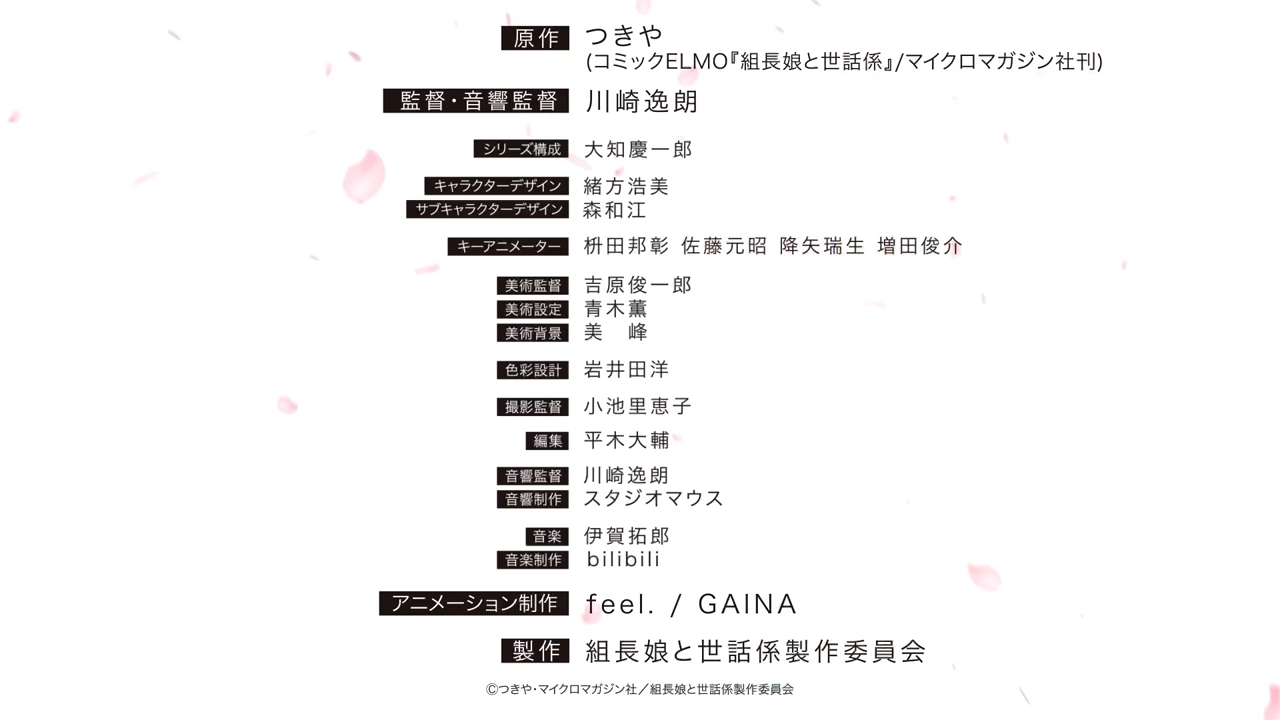 原作 つきや
(コミックELMO『組長娘と世話係』/マイクロマガジン社刊)
監督・音響監督 川崎逸朗
シリーズ構成 大知慶一郎
キャラクターデザイン 緒方浩美
サブキャラクターデザイン 森和江
キーアニメーター 枡田邦彰 佐藤元昭 降矢瑞生 増田俊介
美術監督 吉原俊一郎
美術設定 青木薫
美術背景 美 峰
色彩設計 岩井田洋
撮影監督 小池里恵子
編集 平木大輔
音響監督 川崎逸朗
音響制作 スタジオマウス
音楽 伊賀拓郎
音楽制作 bilibili
アニメーション制作 feel. / GAINA
製作 組長娘と世話係製作委員会
©つきや・マイクロマガジン社／組長娘と世話係製作委員会